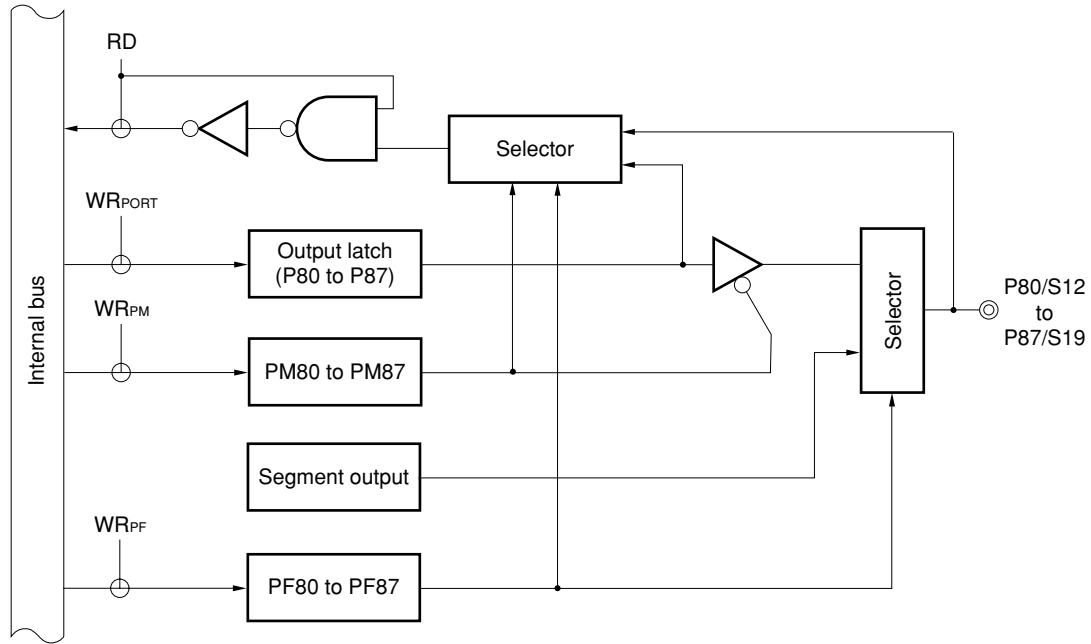 RD
Selector
WRPORT
Output latch
(P80 to P87)
WRPM
PM80 to PM87
Internal bus
Selector
P80/S12
to
P87/S19
Segment output
WRPF
PF80 to PF87